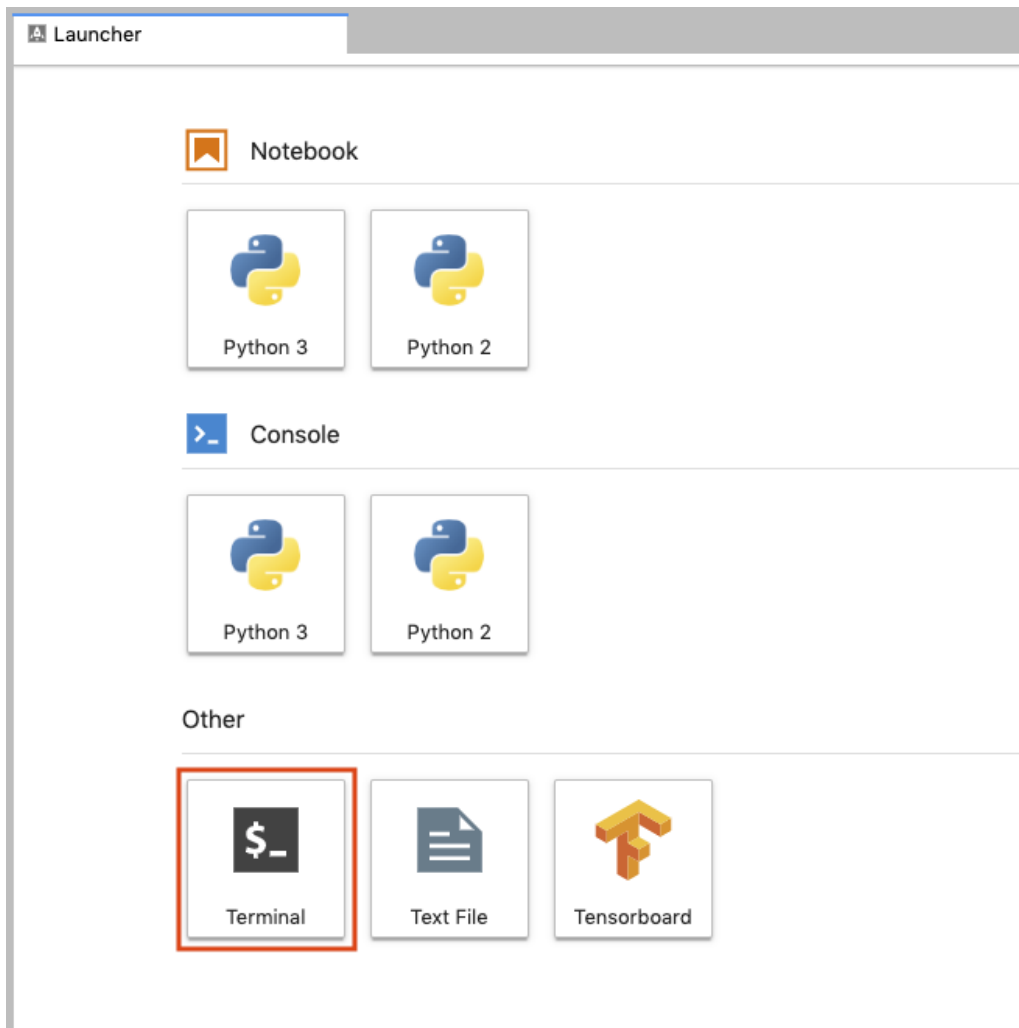 Launcher
Notebook
Python 3 Python 2
Console
Python 3 Python 2
Other
$_
Terminal Text File Tensorboard